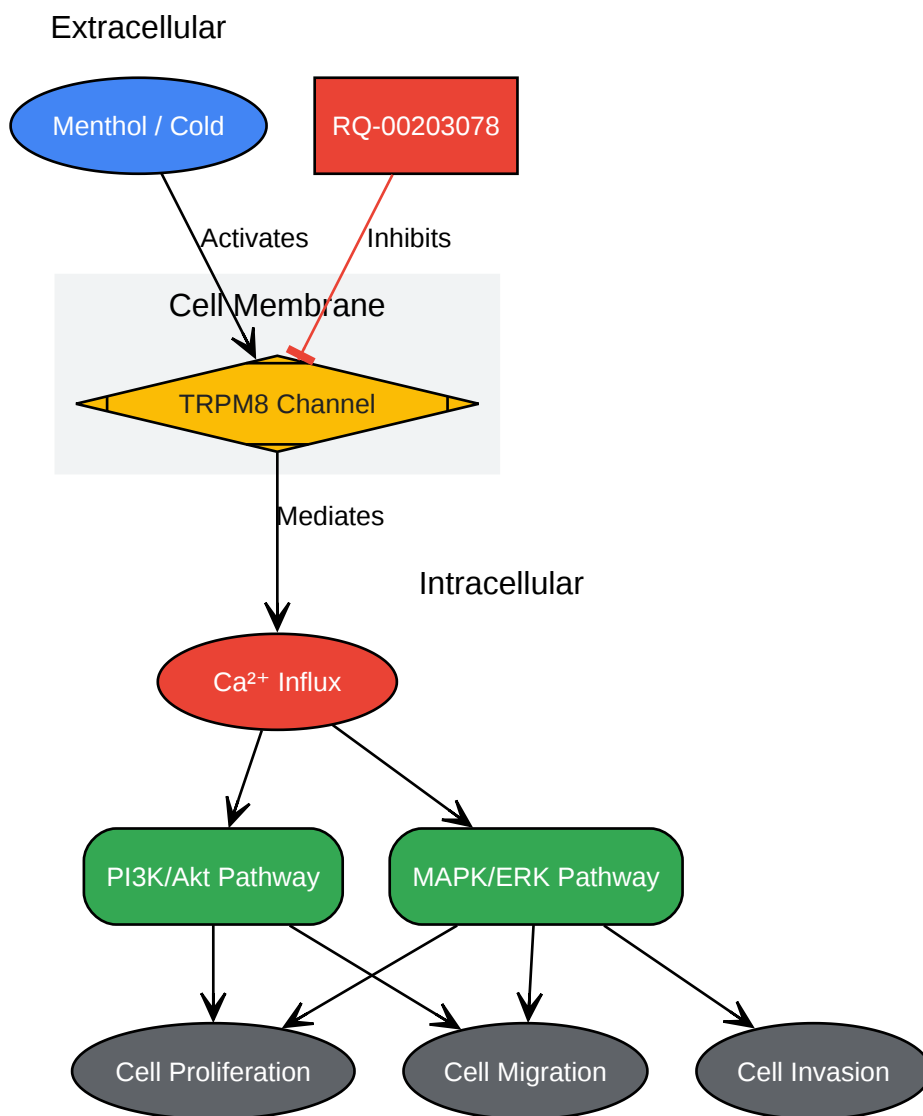 Extracellular
Menthol / Cold
RQ-00203078
Activates
Inhibits
Cell Membrane
TRPM8 Channel
Mediates
Intracellular
Ca²⁺ Influx
PI3K/Akt Pathway
MAPK/ERK Pathway
Cell Proliferation
Cell Migration
Cell Invasion